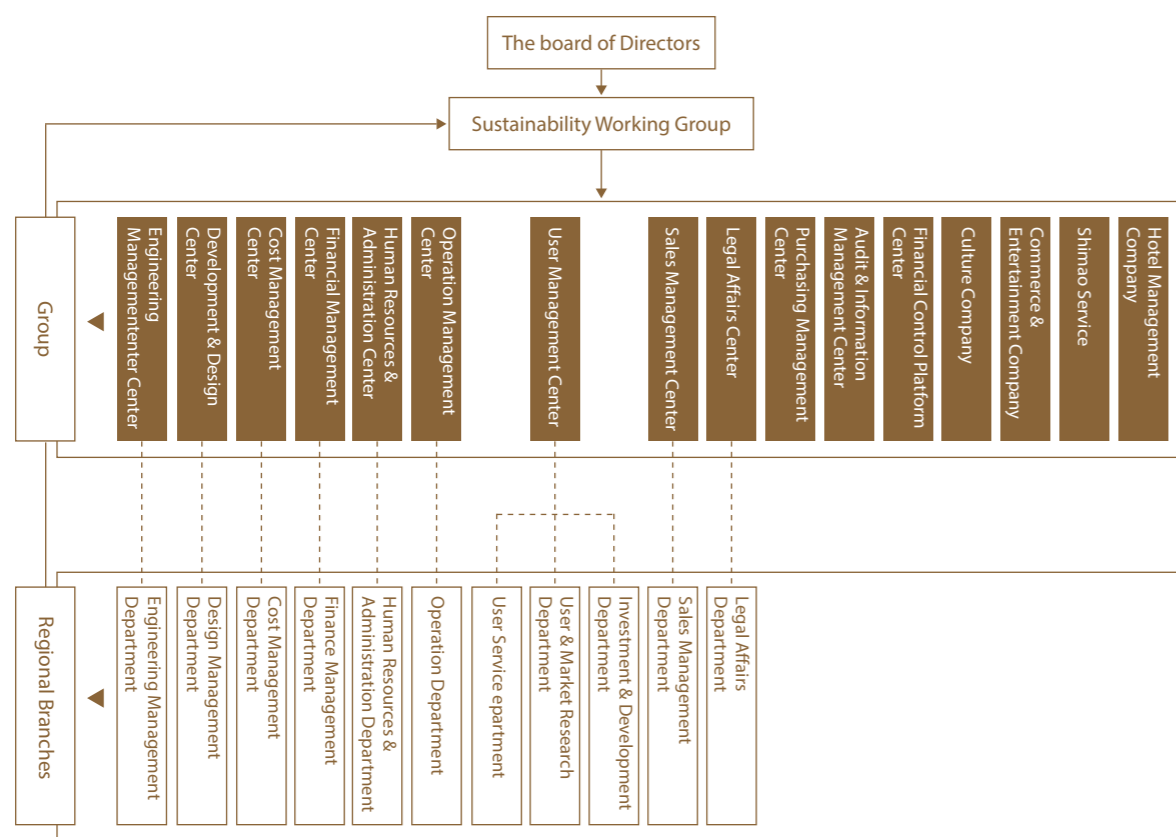 The board of Directors
Sustainability Working Group
Group
Engineering
Managemententer Center
Development & Design
Center
Cost Management
Center
Financial Management
Center
Human Resources &
Administration Center
Operation Management
Center
User Management Center
Sales Management Center
Legal Affairs Center
Purchasing Management
Center
Audit & Information
Management Center
Financial Control Platform
Center
Culture Company
Commerce &
Entertainment Company
Shimao Service
Hotel Management
Company
Regional Branches
Engineering Management
Department
Design Management
Department
Cost Management
Department
Finance Management
Department
Human Resources &
Administration Department
Operation Department
User Service epartment
User & Market Research
Department
Investment & Development
Department
Sales Management
Department
Legal Affairs
Department